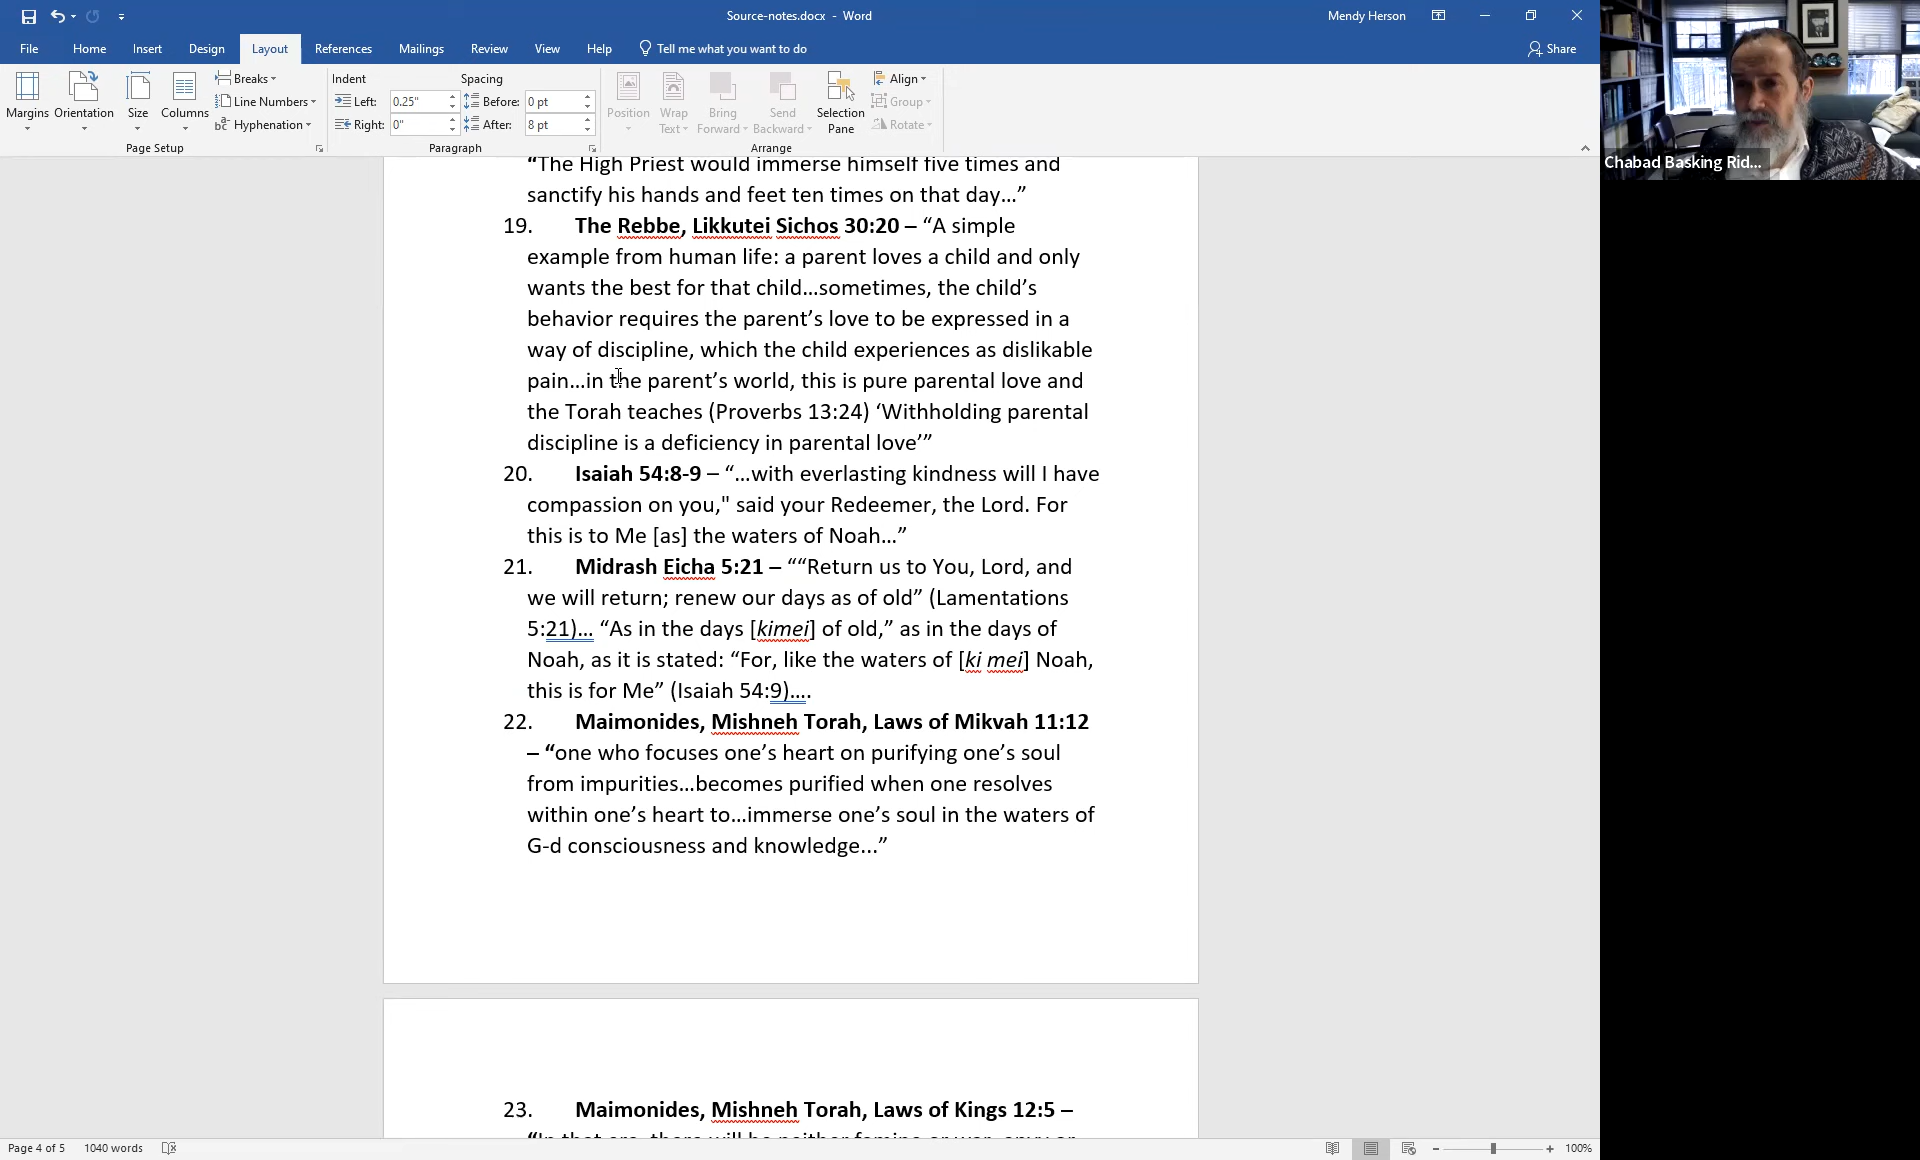 Source-notes.docx - Word
Mendy Herson
File Home Insert Design Layout References Mailings Review View Help Tell me what you want to do Share
Margins Orientation Size Columns
Breaks
Line Numbers
Hyphenation
Page Setup
Indent Spacing
Left: 0.25" Before: 0 pt
Right: 0" After: 8 pt
Paragraph
Position Wrap Text Bring Forward Send Backward Selection Pane
Align
Group
Rotate
Arrange
Chabad Basking Rid...
“The High Priest would immerse himself five times and
sanctify his hands and feet ten times on that day…”
19. The Rebbe, Likkutei Sichos 30:20 – “A simple
example from human life: a parent loves a child and only
wants the best for that child…sometimes, the child’s
behavior requires the parent’s love to be expressed in a
way of discipline, which the child experiences as dislikable
pain…in the parent’s world, this is pure parental love and
the Torah teaches (Proverbs 13:24) ‘Withholding parental
discipline is a deficiency in parental love’”
20. Isaiah 54:8-9 – “…with everlasting kindness will I have
compassion on you," said your Redeemer, the Lord. For
this is to Me [as] the waters of Noah…”
21. Midrash Eicha 5:21 – ““Return us to You, Lord, and
we will return; renew our days as of old” (Lamentations
5:21)… “As in the days [kimei] of old,” as in the days of
Noah, as it is stated: “For, like the waters of [ki mei] Noah,
this is for Me” (Isaiah 54:9)….
22. Maimonides, Mishneh Torah, Laws of Mikvah 11:12
– “one who focuses one’s heart on purifying one’s soul
from impurities…becomes purified when one resolves
within one’s heart to…immerse one’s soul in the waters of
G-d consciousness and knowledge...”
23. Maimonides, Mishneh Torah, Laws of Kings 12:5 –
Page 4 of 5 1040 words 100%